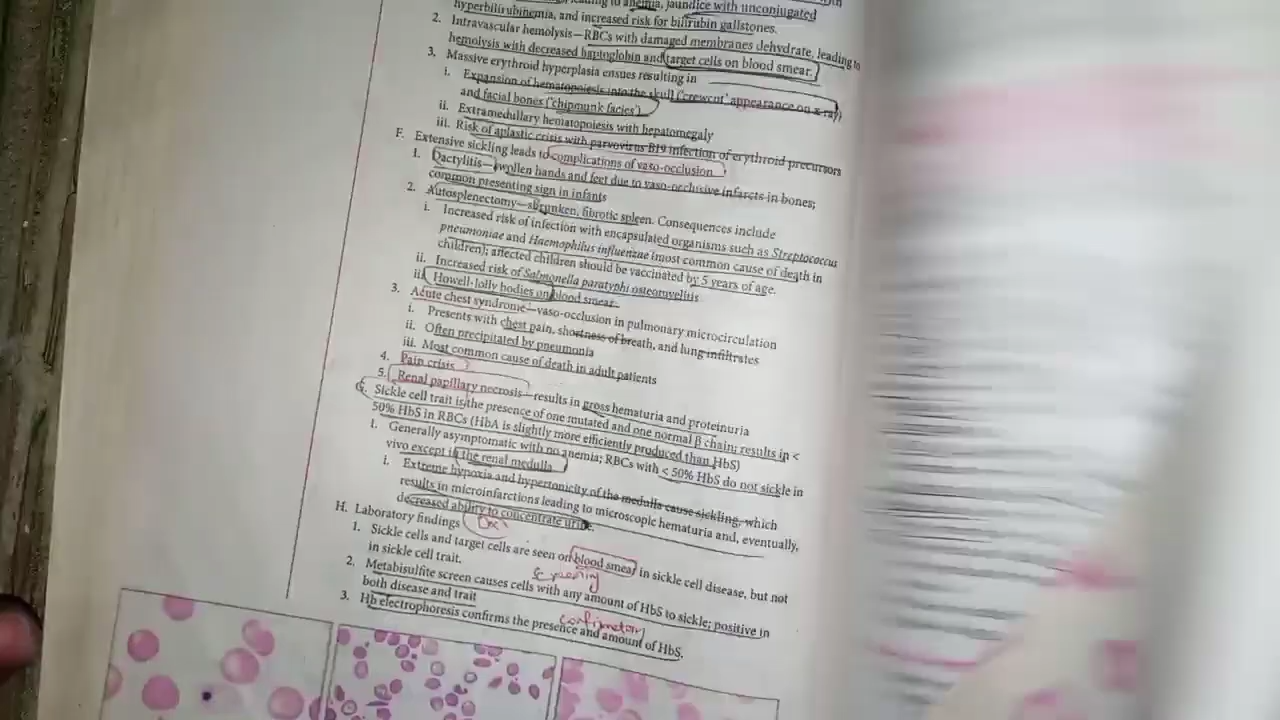 leading to anemia, jaundice with unconjugated
hyperbilirubinemia, and increased risk for bilirubin gallstones.
2. Intravascular hemolysis—RBCs with damaged membranes dehydrate, leading to
hemolysis with decreased haptoglobin and target cells on blood smear.
3. Massive erythroid hyperplasia ensues resulting in
i. Expansion of hematopoiesis into the skull ('crewcut' appearance on x-ray)
and facial bones ('chipmunk facies')
ii. Extramedullary hematopoiesis with hepatomegaly
iii. Risk of aplastic crisis with parvovirus B19 infection of erythroid precursors
F. Extensive sickling leads to complications of vaso-occlusion.
1. Dactylitis—swollen hands and feet due to vaso-occlusive infarcts in bones;
common presenting sign in infants
2. Autosplenectomy—shrunken, fibrotic spleen. Consequences include
i. Increased risk of infection with encapsulated organisms such as Streptococcus
pneumoniae and Haemophilus influenzae (most common cause of death in
children); affected children should be vaccinated by 5 years of age.
ii. Increased risk of Salmonella paratyphi osteomyelitis
iii. Howell-Jolly bodies on blood smear
3. Acute chest syndrome—vaso-occlusion in pulmonary microcirculation
i. Presents with chest pain, shortness of breath, and lung infiltrates
ii. Often precipitated by pneumonia
iii. Most common cause of death in adult patients
4. Pain crisis
5. Renal papillary necrosis—results in gross hematuria and proteinuria
G. Sickle cell trait is the presence of one mutated and one normal β chain; results in <
50% HbS in RBCs (HbA is slightly more efficiently produced than HbS)
1. Generally asymptomatic with no anemia; RBCs with < 50% HbS do not sickle in
vivo except in the renal medulla.
i. Extreme hypoxia and hypertonicity of the medulla cause sickling, which
results in microinfarctions leading to microscopic hematuria and, eventually,
decreased ability to concentrate urine.
H. Laboratory findings
1. Sickle cells and target cells are seen on blood smear in sickle cell disease, but not
in sickle cell trait.
2. Metabisulfite screen causes cells with any amount of HbS to sickle; positive in
both disease and trait
confirmatory
3. Hb electrophoresis confirms the presence and amount of HbS.